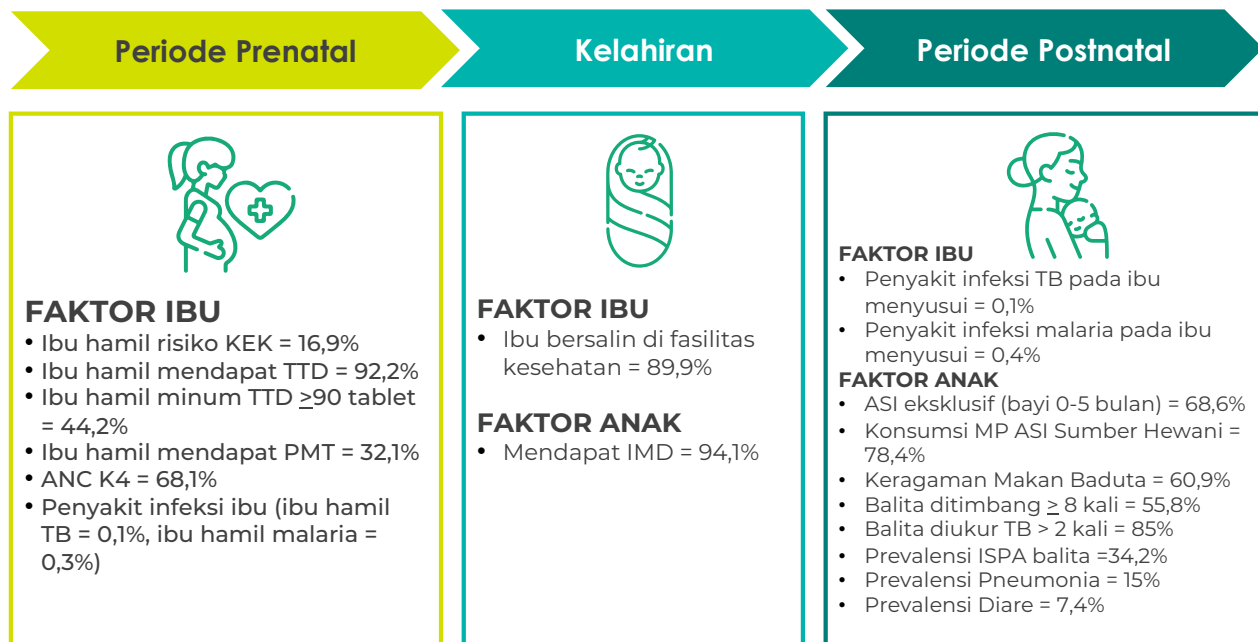 Periode Prenatal
Kelahiran
Periode Postnatal
FAKTOR IBU
• Ibu hamil risiko KEK = 16,9%
• Ibu hamil mendapat TTD = 92,2%
• Ibu hamil minum TTD ≥90 tablet
= 44,2%
• Ibu hamil mendapat PMT = 32,1%
• ANC K4 = 68,1%
• Penyakit infeksi ibu (ibu hamil
TB = 0,1%, ibu hamil malaria =
0,3%)
FAKTOR IBU
• Ibu bersalin di fasilitas
kesehatan = 89,9%
FAKTOR ANAK
• Mendapat IMD = 94,1%
FAKTOR IBU
• Penyakit infeksi TB pada ibu
menyusui = 0,1%
• Penyakit infeksi malaria pada ibu
menyusui = 0,4%
FAKTOR ANAK
• ASI eksklusif (bayi 0-5 bulan) = 68,6%
• Konsumsi MP ASI Sumber Hewani =
78,4%
• Keragaman Makan Baduta = 60,9%
• Balita ditimbang ≥ 8 kali = 55,8%
• Balita diukur TB > 2 kali = 85%
• Prevalensi ISPA balita =34,2%
• Prevalensi Pneumonia = 15%
• Prevalensi Diare = 7,4%